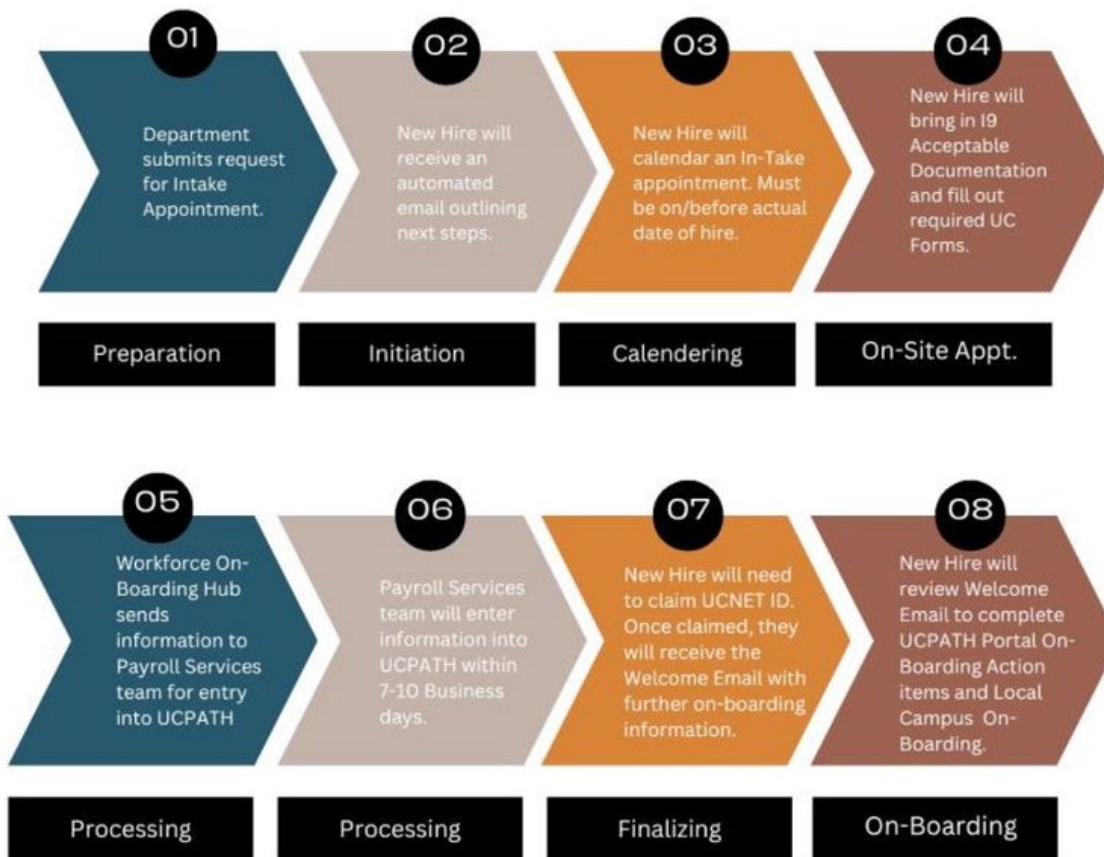 01
Department
submits request
for Intake
Appointment.
Preparation
02
New Hire will
receive an
automated
email outlining
next steps.
Initiation
03
New Hire will
calendar an In-Take
appointment. Must
be on/before actual
date of hire.
Calendering
04
New Hire will
bring in I9
Acceptable
Documentation
and fill out
required UC
Forms.
On-Site Appt.
05
Workforce On-
Boarding Hub
sends
information to
Payroll Services
team for entry
into UCPATH
Processing
06
Payroll Services
team will enter
information into
UCPATH within
7-10 Business
days.
Processing
07
New Hire will need
to claim UCNET ID.
Once claimed, they
will receive the
Welcome Email with
further on-boarding
information.
Finalizing
08
New Hire will
review Welcome
Email to complete
UCPATH Portal On-
Boarding Action
items and Local
Campus On-
Boarding.
On-Boarding